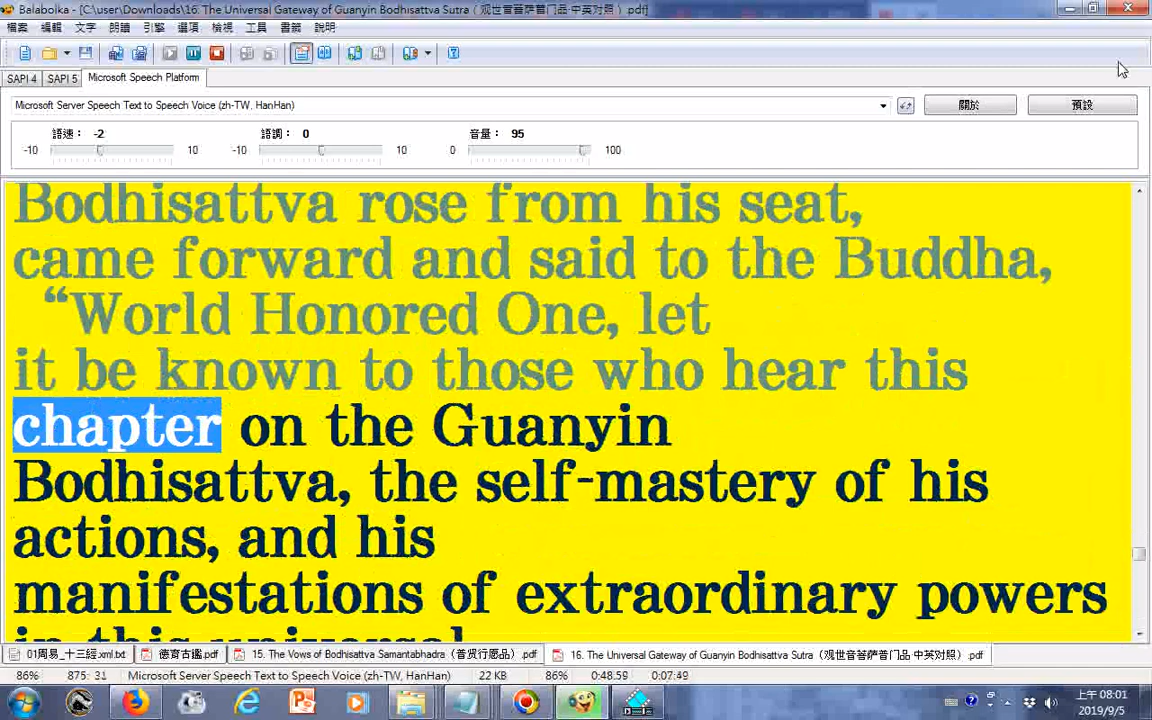 Balabolka - [C:\user\Downloads\16. The Universal Gateway of Guanyin Bodhisattva Sutra（观世音菩萨普门品·中英对照）.pdf]
檔案 編輯 文字 朗讀 引擎 選項 檢視 工具 書籤 說明
SAPI 4 SAPI 5 Microsoft Speech Platform
Microsoft Server Speech Text to Speech Voice (zh-TW, HanHan) 關於 預設
語速： -2 語調： 0 音量： 95
-10 10 -10 10 0 100
Bodhisattva rose from his seat,
came forward and said to the Buddha,
“World Honored One, let
it be known to those who hear this
chapter on the Guanyin
Bodhisattva, the self-mastery of his
actions, and his
manifestations of extraordinary powers
in this universal
01周易_十三經.xml.txt 德育古鑑.pdf 15. The Vows of Bodhisattva Samantabhadra（普贤行愿品）.pdf 16. The Universal Gateway of Guanyin Bodhisattva Sutra（观世音菩萨普门品·中英对照）.pdf
86% 875: 31 Microsoft Server Speech Text to Speech Voice (zh-TW, HanHan) 22 KB 86% 0:48:59 0:07:49
上午 08:01
2019/9/5